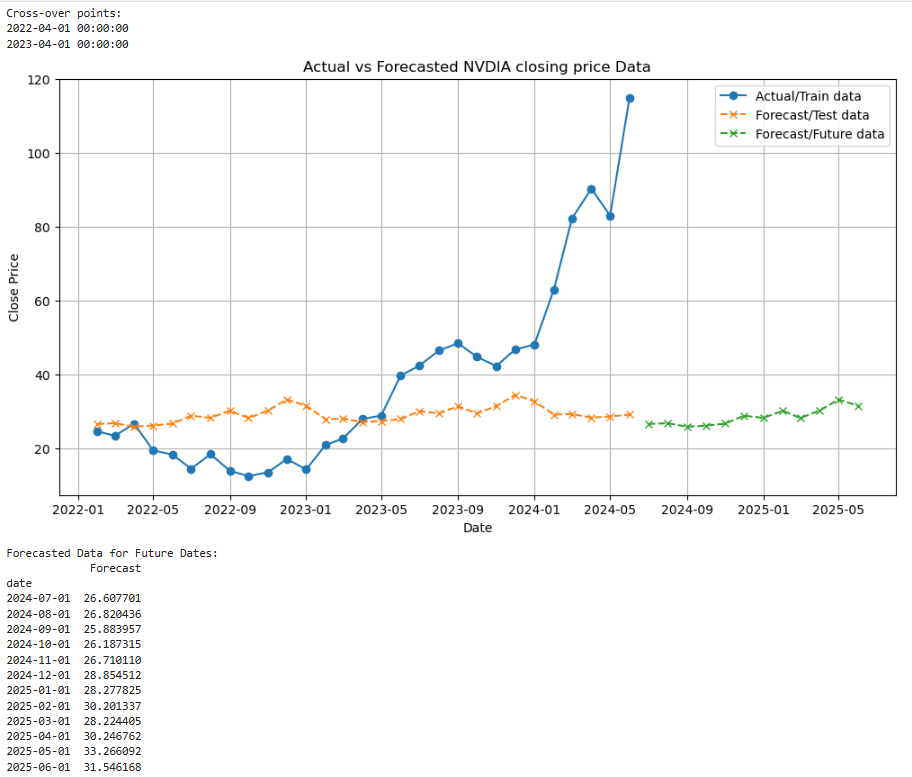 Cross-over points:
2022-04-01 00:00:00
2023-04-01 00:00:00
Actual vs Forecasted NVDIA closing price Data
120
100
80
60
40
20
Close Price
Actual/Train data
Forecast/Test data
Forecast/Future data
2022-01 2022-05 2022-09 2023-01 2023-05 2023-09 2024-01 2024-05 2024-09 2025-01 2025-05
Date
Forecasted Data for Future Dates:
Forecast
date
2024-07-01 26.607701
2024-08-01 26.820436
2024-09-01 25.883957
2024-10-01 26.187315
2024-11-01 26.710110
2024-12-01 28.854512
2025-01-01 28.277825
2025-02-01 30.201337
2025-03-01 28.224405
2025-04-01 30.246762
2025-05-01 33.266092
2025-06-01 31.546168